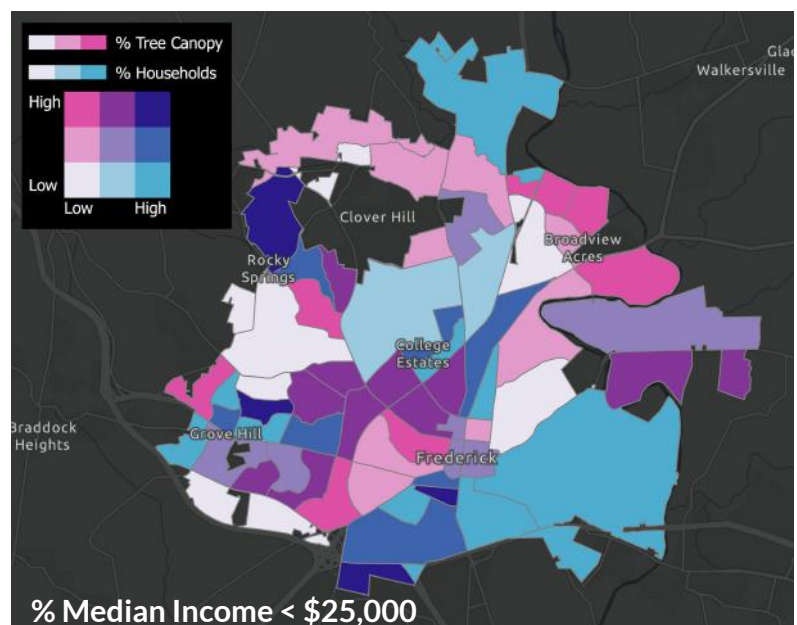 % Tree Canopy
% Households
High
Low
Low High
Glad
Walkersville
Clover Hill
Broadview
Acres
Rocky
Springs
College
Estates
Braddock
Heights
Grove Hill
Frederick
% Median Income < $25,000